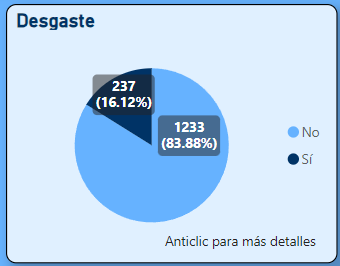 Desgaste
237
(16.12%)
1233
(83.88%)
No
Sí
Anticlic para más detalles